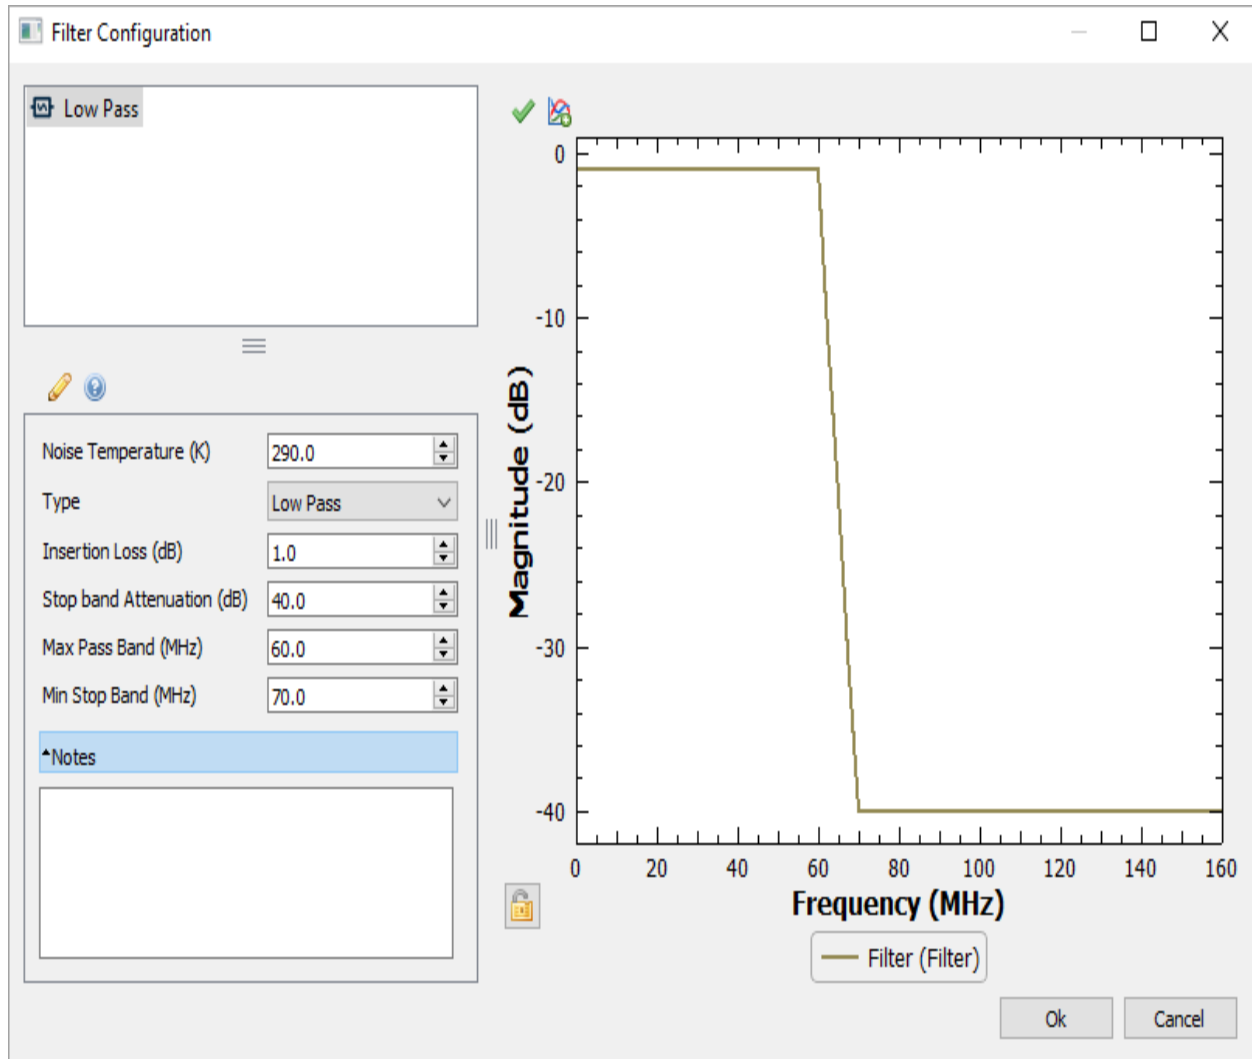 Filter Configuration
Low Pass
Noise Temperature (K) 290.0
Type Low Pass
Insertion Loss (dB) 1.0
Stop band Attenuation (dB) 40.0
Max Pass Band (MHz) 60.0
Min Stop Band (MHz) 70.0
Notes
Magnitude (dB)
0
-10
-20
-30
-40
0 20 40 60 80 100 120 140 160
Frequency (MHz)
Filter (Filter)
Ok Cancel